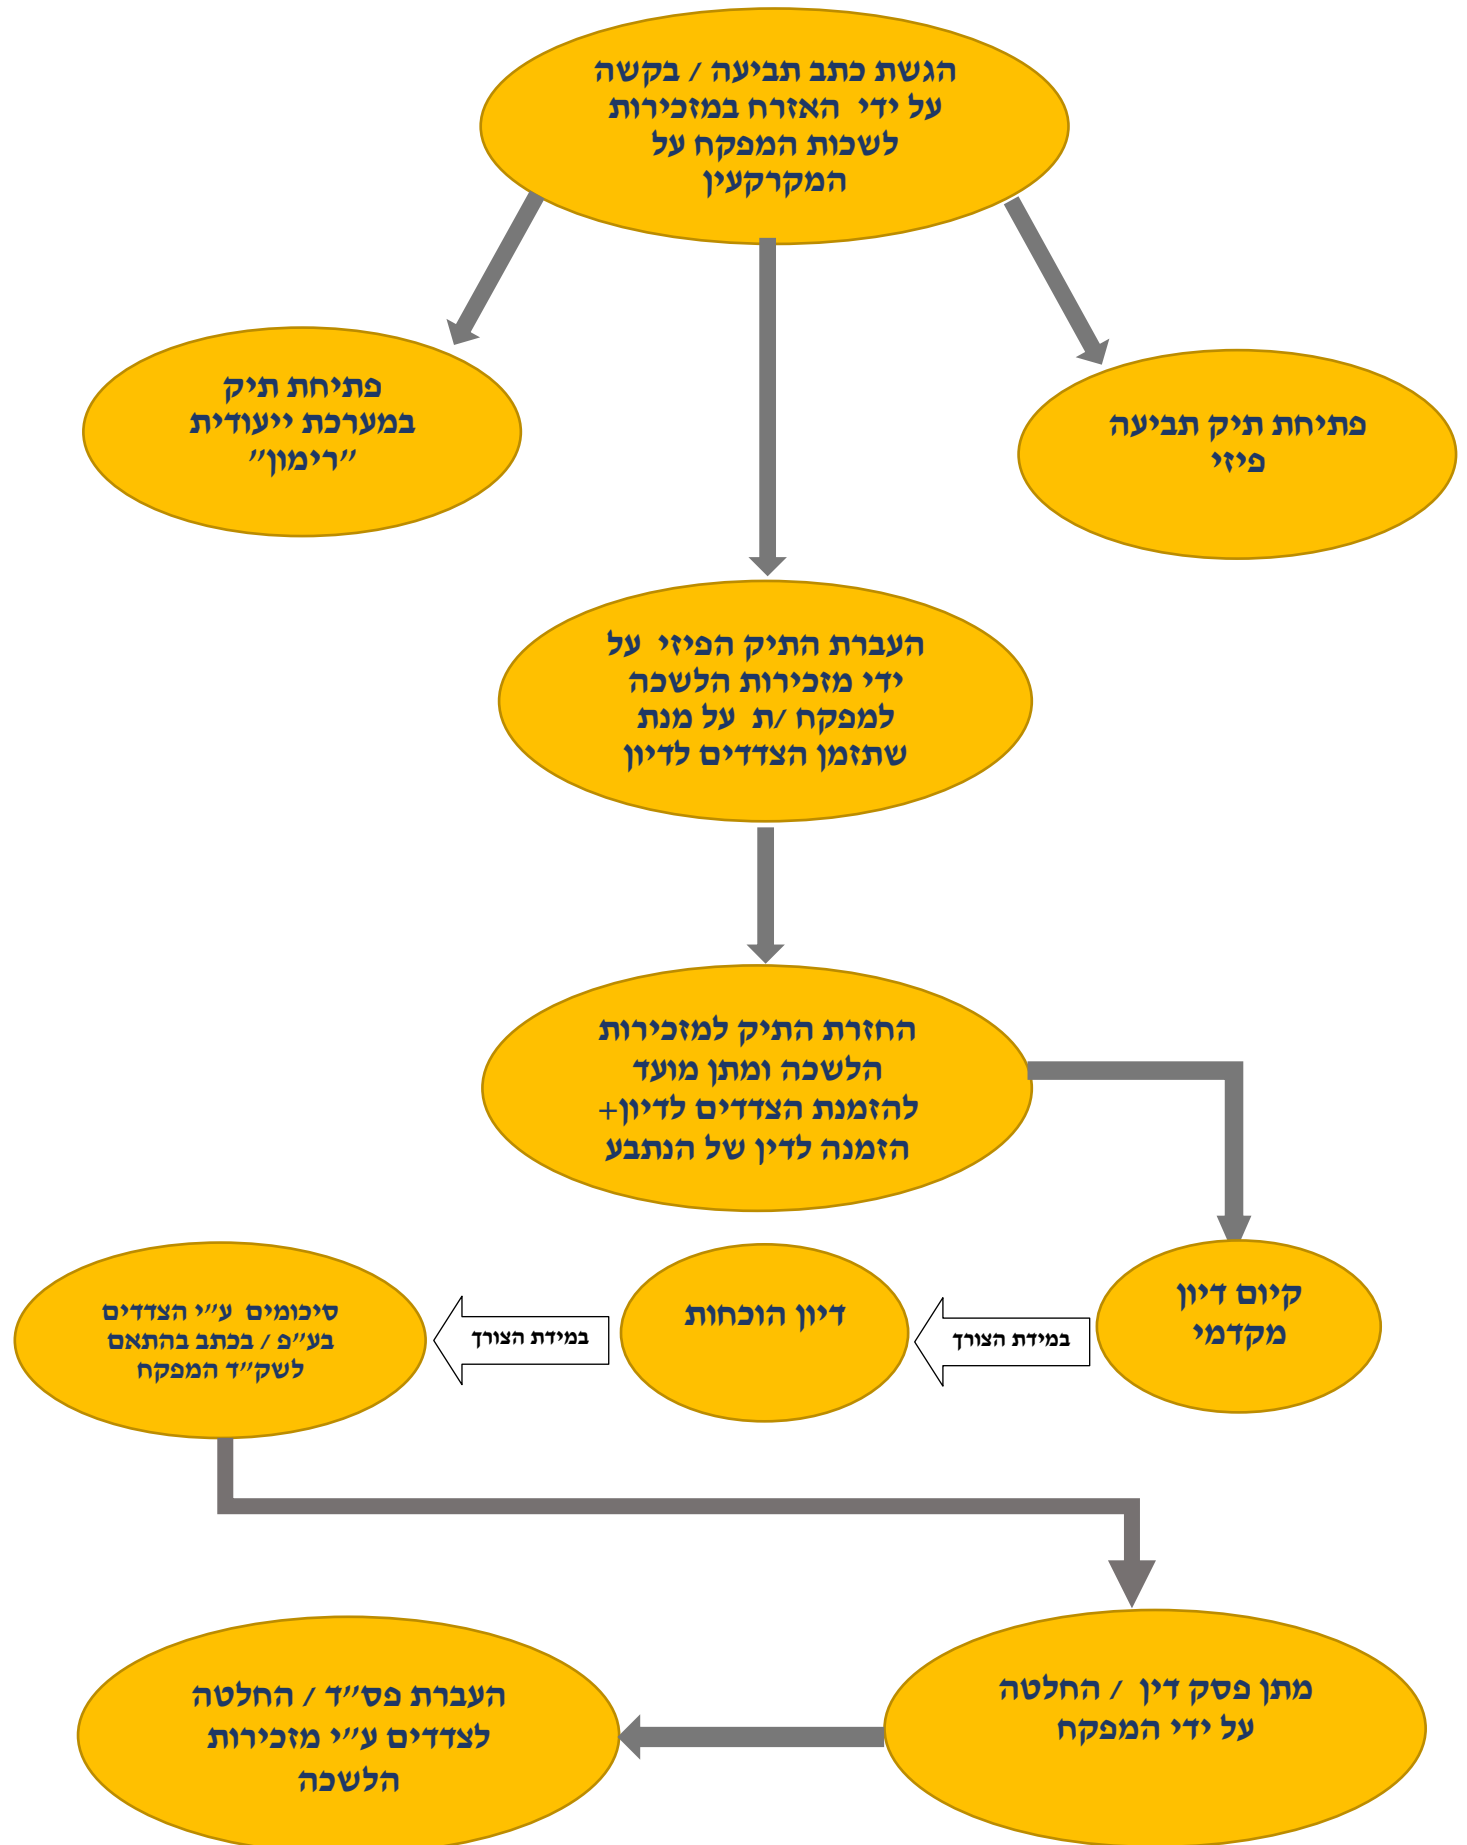 הגשת כתב תביעה / בקשה
על ידי האזרח במזכירות
לשכות המפקח על
המקרקעין
פתיחת תיק תביעה
פיזי
פתיחת תיק
במערכת ייעודית
"רימון"
העברת התיק הפיזי על
ידי מזכירות הלשכה
למפקח /ת על מנת
שתזמן הצדדים לדיון
החזרת התיק למזכירות
הלשכה ומתן מועד
להזמנת הצדדים לדיון+
הזמנה לדין של הנתבע
קיום דיון
מקדמי
במידת הצורך
דיון הוכחות
במידת הצורך
סיכומים ע"י הצדדים
בע"פ / בכתב בהתאם
לשק"ד המפקח
מתן פסק דין / החלטה
על ידי המפקח
העברת פס"ד / החלטה
לצדדים ע"י מזכירות
הלשכה